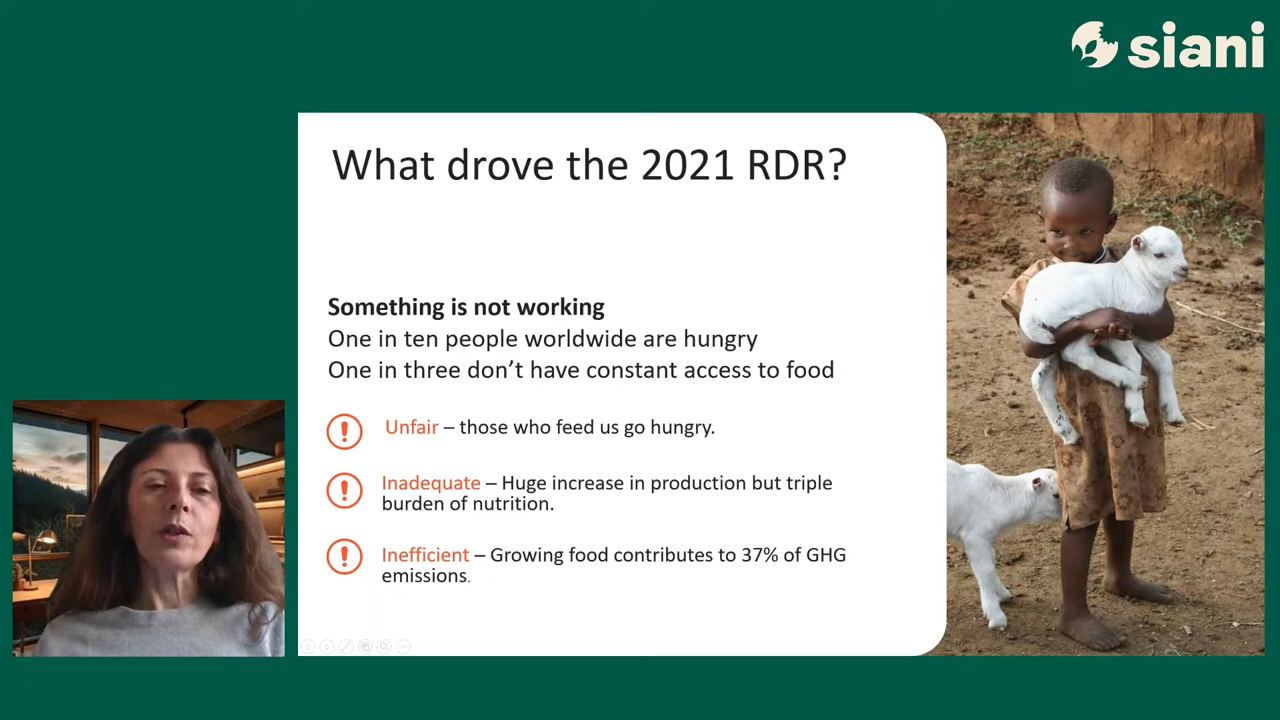 siani
What drove the 2021 RDR?
Something is not working
One in ten people worldwide are hungry
One in three don’t have constant access to food
Unfair – those who feed us go hungry.
Inadequate – Huge increase in production but triple
burden of nutrition.
Inefficient – Growing food contributes to 37% of GHG
emissions.